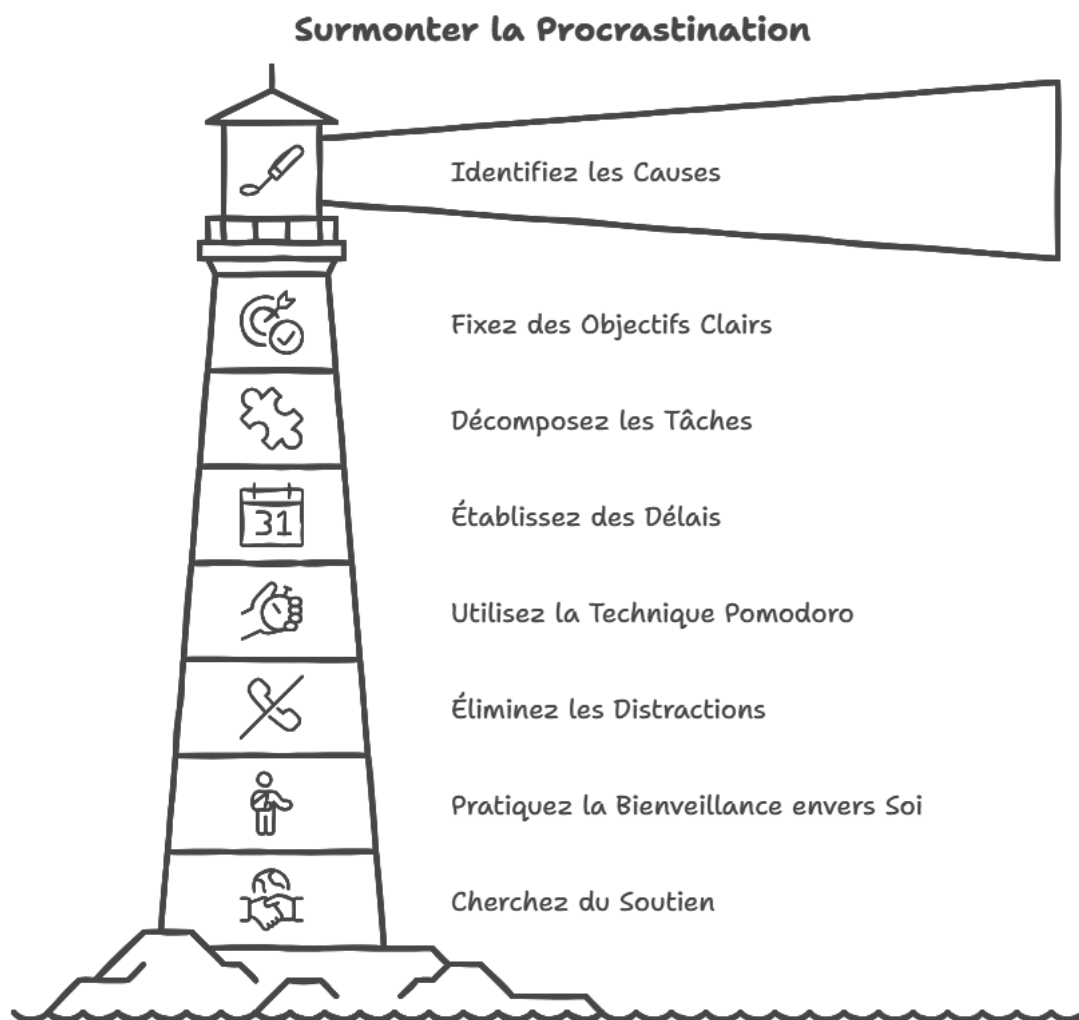 Surmonter la Procrastination
Identifiez les Causes
Fixez des Objectifs Clairs
Décomposez les Tâches
Établissez des Délais
31
Utilisez la Technique Pomodoro
Éliminez les Distractions
Pratiquez la Bienveillance envers Soi
Cherchez du Soutien